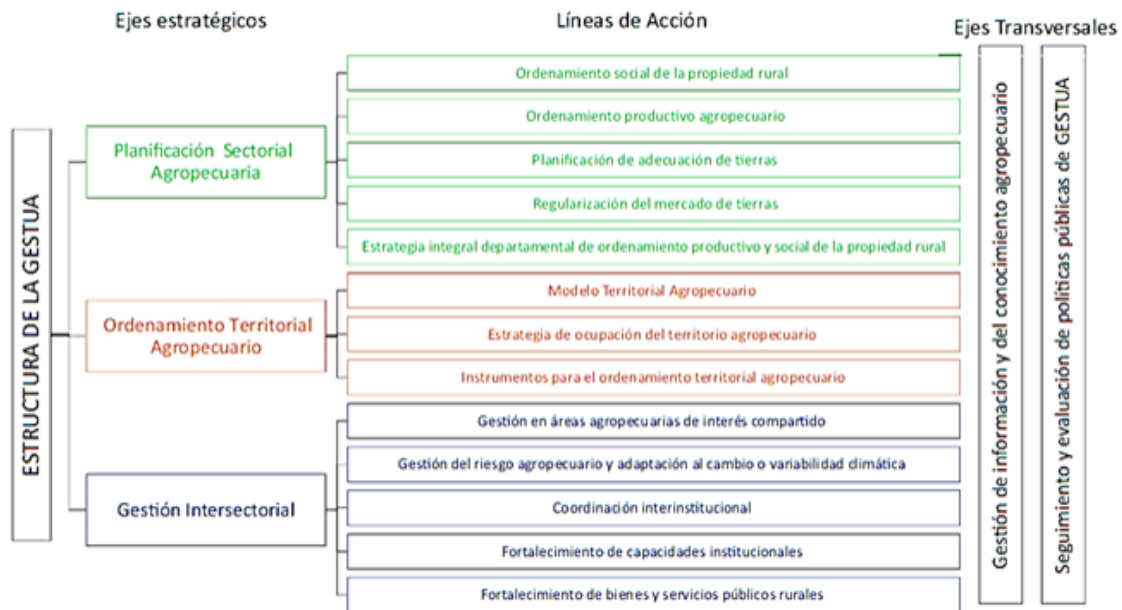 Ejes estratégicos
Líneas de Acción
Ejes Transversales
ESTRUCTURA DE LA GESTUA
Planificación Sectorial
Agropecuaria
Ordenamiento social de la propiedad rural
Ordenamiento productivo agropecuario
Planificación de adecuación de tierras
Regularización del mercado de tierras
Estrategia integral departamental de ordenamiento productivo y social de la propiedad rural
Ordenamiento Territorial
Agropecuario
Modelo Territorial Agropecuario
Estrategia de ocupación del territorio agropecuario
Instrumentos para el ordenamiento territorial agropecuario
Gestión Intersectorial
Gestión en áreas agropecuarias de interés compartido
Gestión del riesgo agropecuario y adaptación al cambio o variabilidad climática
Coordinación interinstitucional
Fortalecimiento de capacidades institucionales
Fortalecimiento de bienes y servicios públicos rurales
Gestión de información y del conocimiento agropecuario
Seguimiento y evaluación de políticas públicas de GESTUA